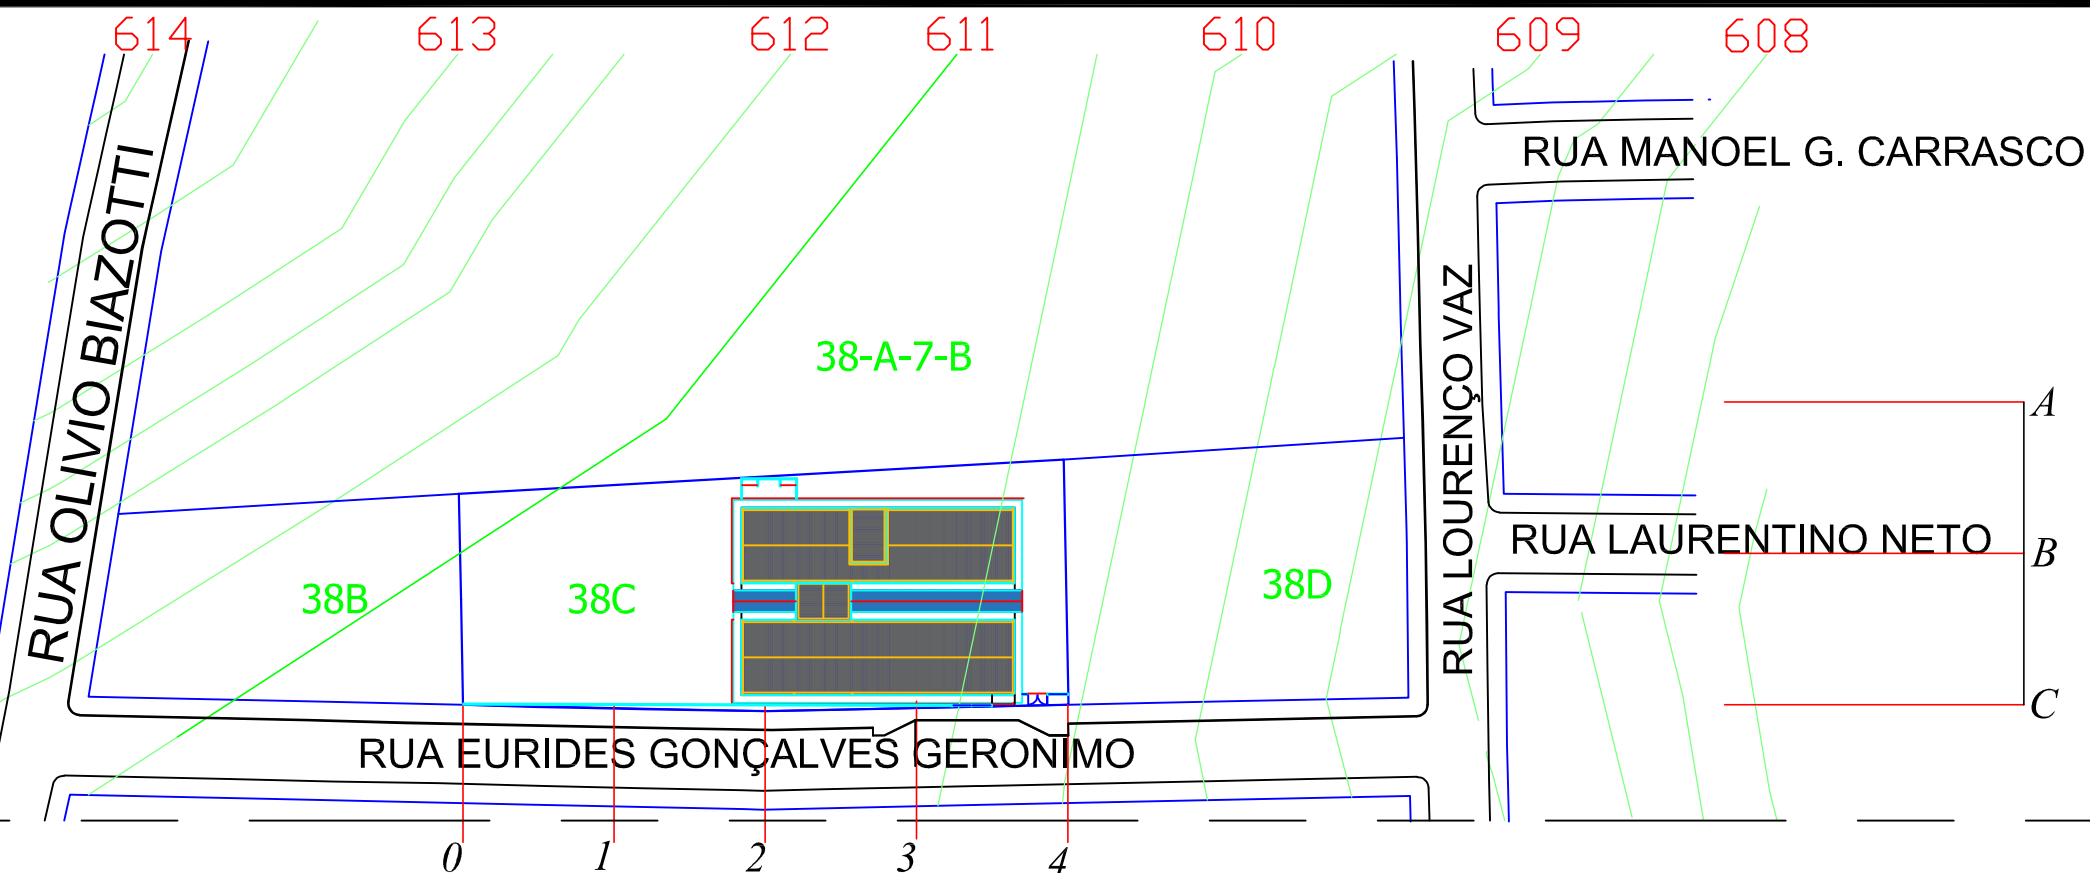 614 613 612 611 610 609 608
RUA MANOEL G. CARRASCO
RUA OLIVIO BIAZOTTI
38-A-7-B
RUA LOURENÇO VAZ
A
RUA LAURENTINO NETO
B
38B
38C
38D
C
RUA EURIDES GONÇALVES GERONIMO
0 1 2 3 4